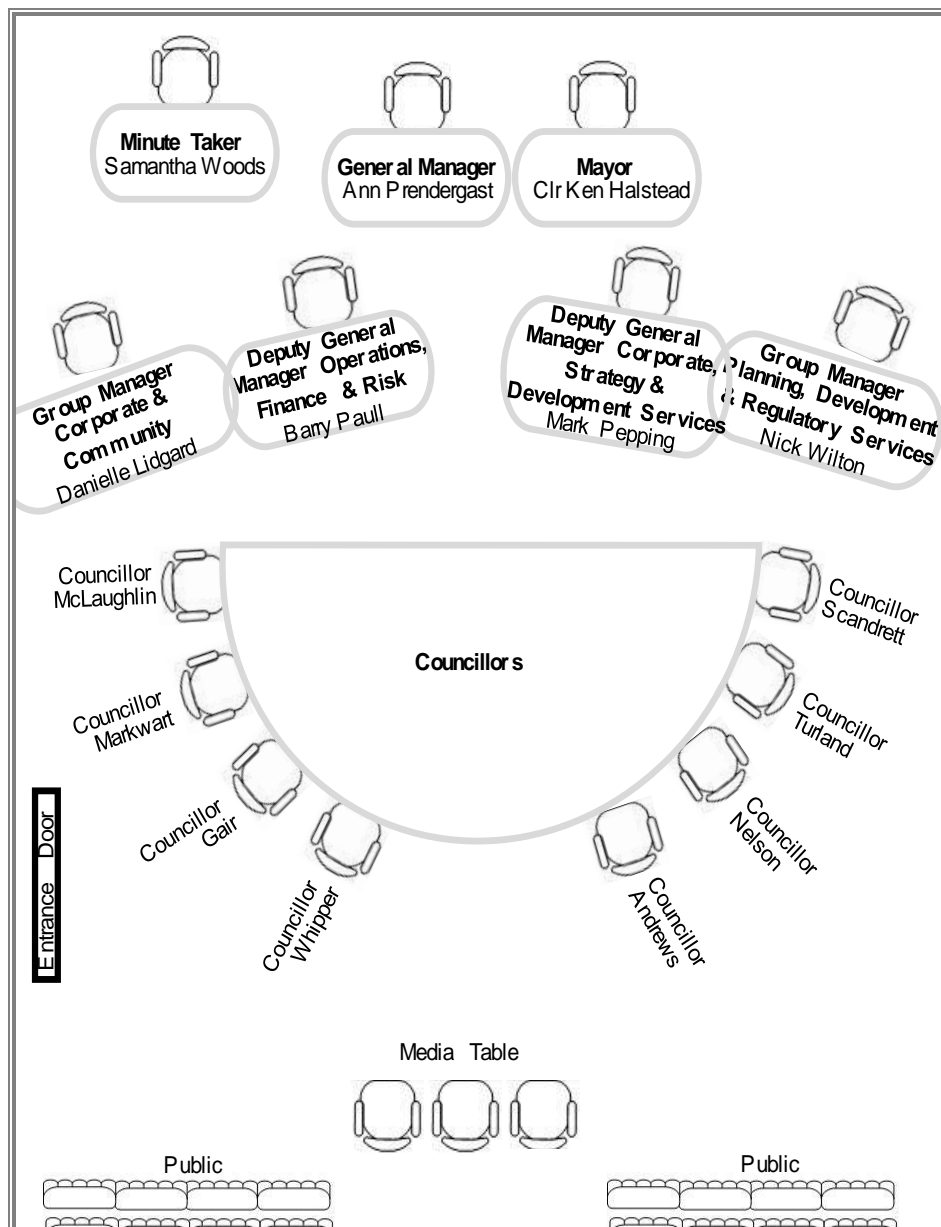 Minute Taker
Samantha Woods
General Manager
Ann Prendergast
Mayor
Clr Ken Halstead
Group Manager
Corporate &
Community
Danielle Lidgard
Deputy General
Manager Operations,
Finance & Risk
Barry Paull
Deputy General
Manager Corporate,
Strategy &
Development Services
Mark Pepping
Group Manager
Planning, Development
& Regulatory Services
Nick Wilton
Councillor
McLaughlin
Councillor
Scandrett
Councillors
Councillor
Markwart
Councillor
Turland
Councillor
Gair
Councillor
Nelson
Entrance Door
Councillor
Whipper
Councillor
Andrews
Media Table
Public
Public